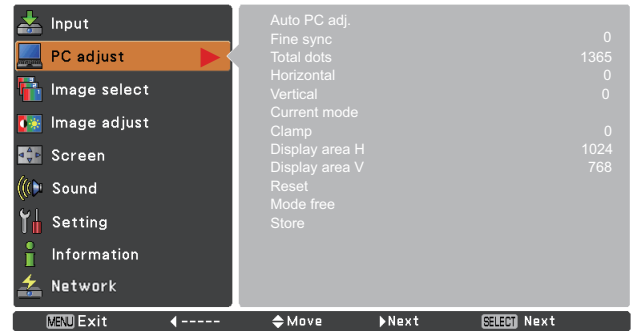 Input
PC adjust
Image select
Image adjust
Screen
Sound
Setting
Information
Network
Auto PC adj.
Fine sync 0
Total dots 1365
Horizontal 0
Vertical 0
Current mode
Clamp 0
Display area H 1024
Display area V 768
Reset
Mode free
Store
MENU Exit ----- Move Next SELECT Next